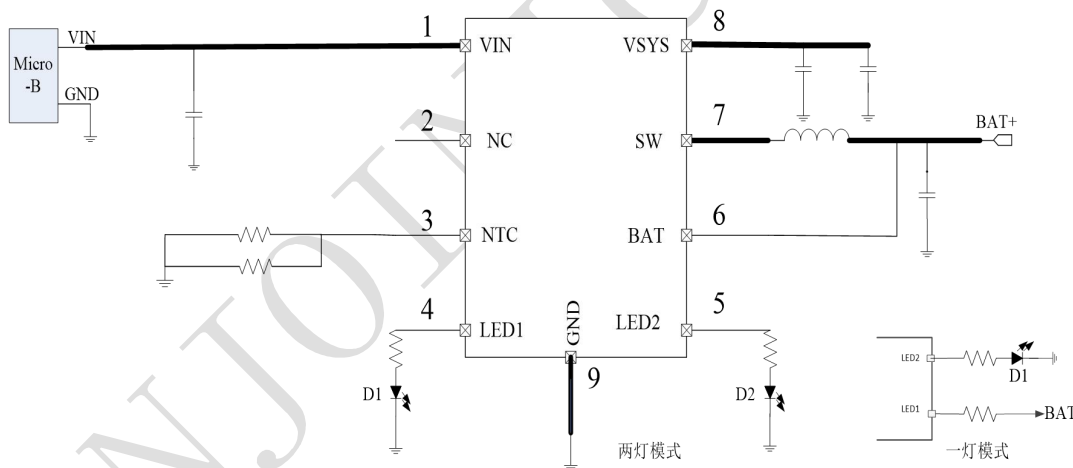 1
8
VIN
VIN
VSYS
Micro
-B
GND
2
7
BAT+
NC
SW
3
6
NTC
BAT
4
5
LED1
GND
LED2
9
D1
D2
LED2
D1
LED1
BAT
两灯模式
一灯模式
NJOIN